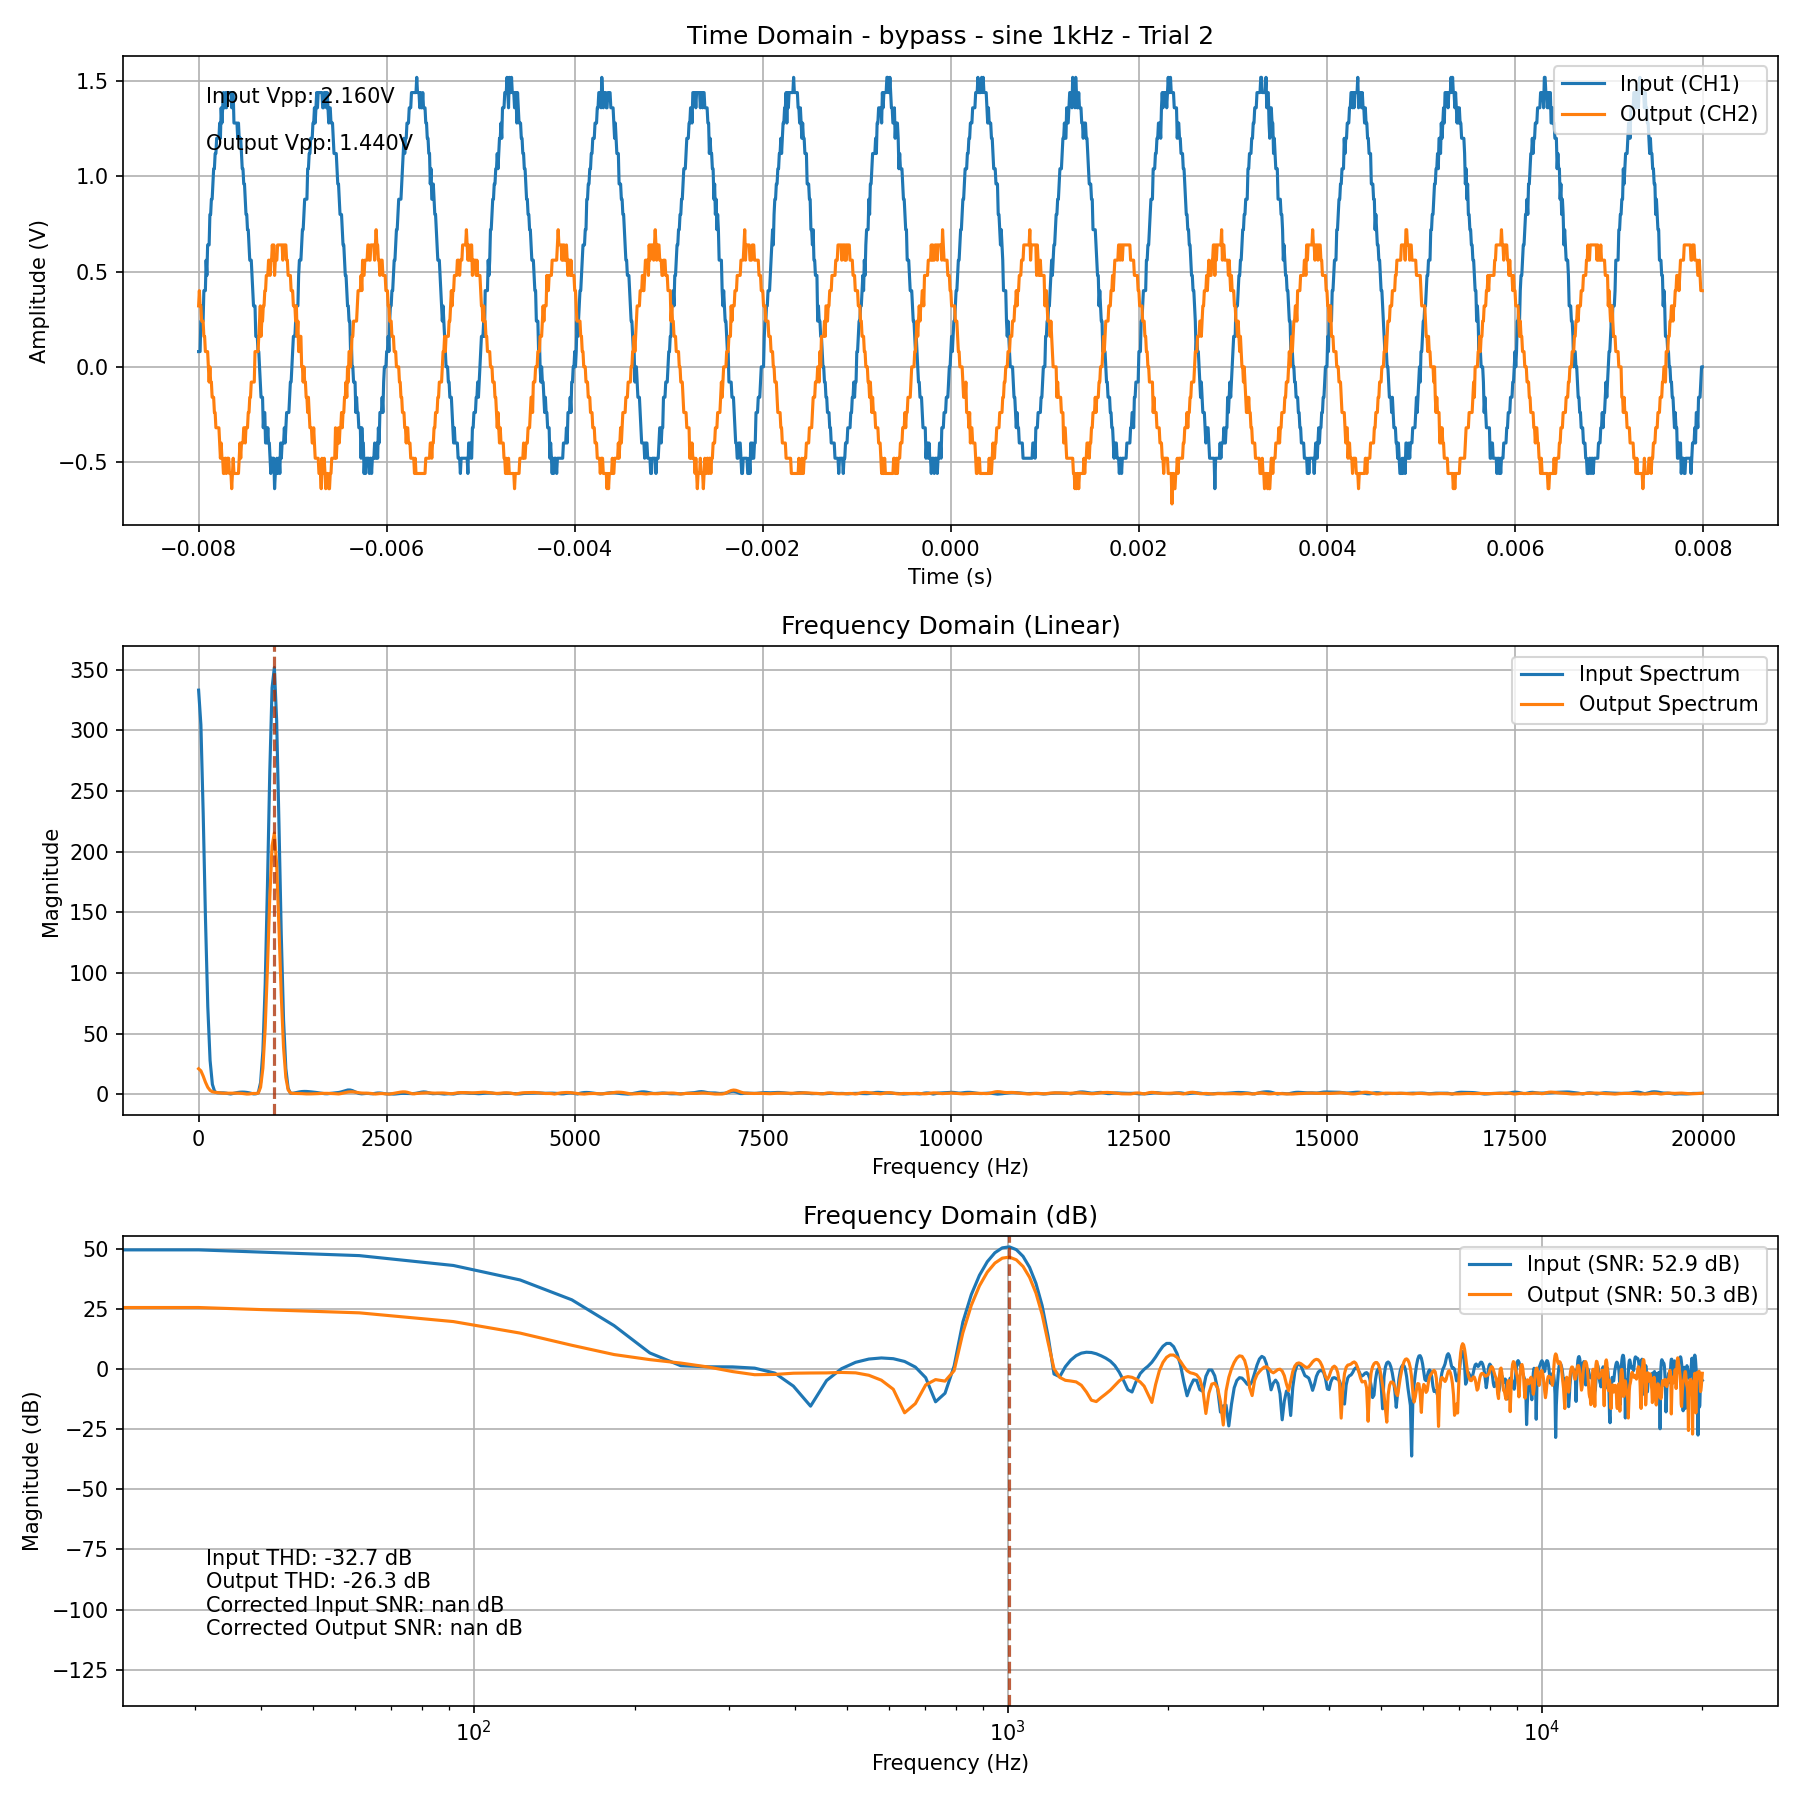 Time Domain - bypass - sine 1kHz - Trial 2
Amplitude (V)
1.5
1.0
0.5
0.0
−0.5
Input Vpp: 2.160V
Output Vpp: 1.440V
Input (CH1)
Output (CH2)
−0.008
−0.006
−0.004
−0.002
0.000
0.002
0.004
0.006
0.008
Time (s)
Frequency Domain (Linear)
Magnitude
350
300
250
200
150
100
50
0
Input Spectrum
Output Spectrum
0
2500
5000
7500
10000
12500
15000
17500
20000
Frequency (Hz)
Frequency Domain (dB)
Magnitude (dB)
50
25
0
−25
−50
−75
−100
−125
Input (SNR: 52.9 dB)
Output (SNR: 50.3 dB)
Input THD: -32.7 dB
Output THD: -26.3 dB
Corrected Input SNR: nan dB
Corrected Output SNR: nan dB
10²
10³
10⁴
Frequency (Hz)